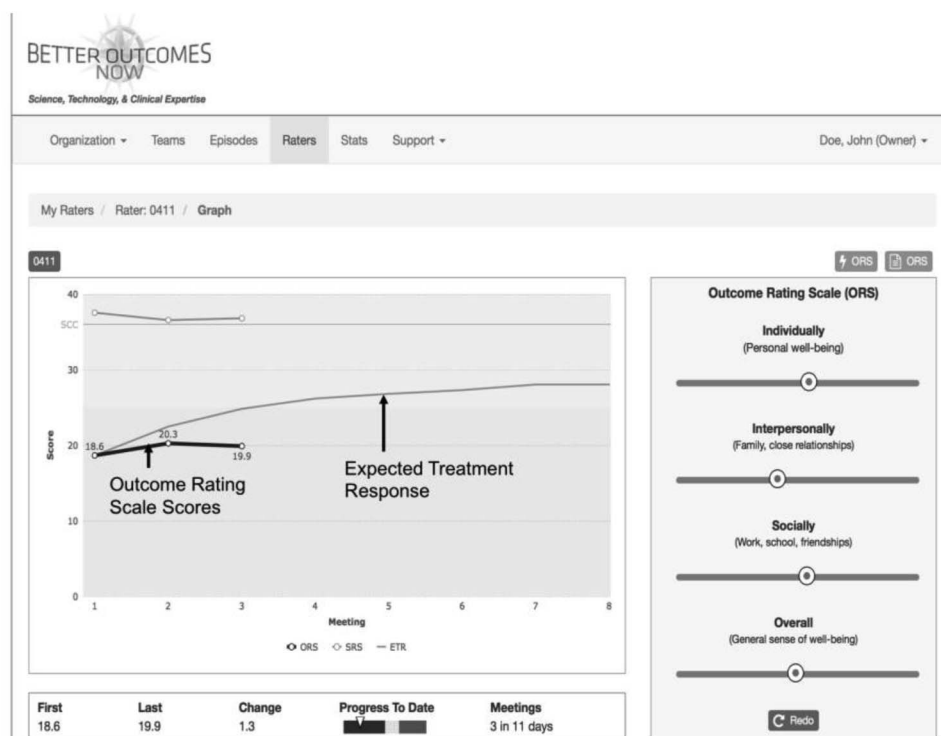 BETTER OUTCOMES
NOW
Science, Technology, & Clinical Expertise
Organization Teams Episodes Raters Stats Support Doe, John (Owner)
My Raters / Rater: 0411 / Graph
0411
ORS ORS
40
SCC
30
20
10
0
Score
18.6
20.3
19.9
Outcome Rating
Scale Scores
Expected Treatment
Response
1 2 3 4 5 6 7 8
Meeting
ORS SRS ETR
Outcome Rating Scale (ORS)
Individually
(Personal well-being)
Interpersonally
(Family, close relationships)
Socially
(Work, school, friendships)
Overall
(General sense of well-being)
Redo
First Last Change Progress To Date Meetings
18.6 19.9 1.3 3 in 11 days